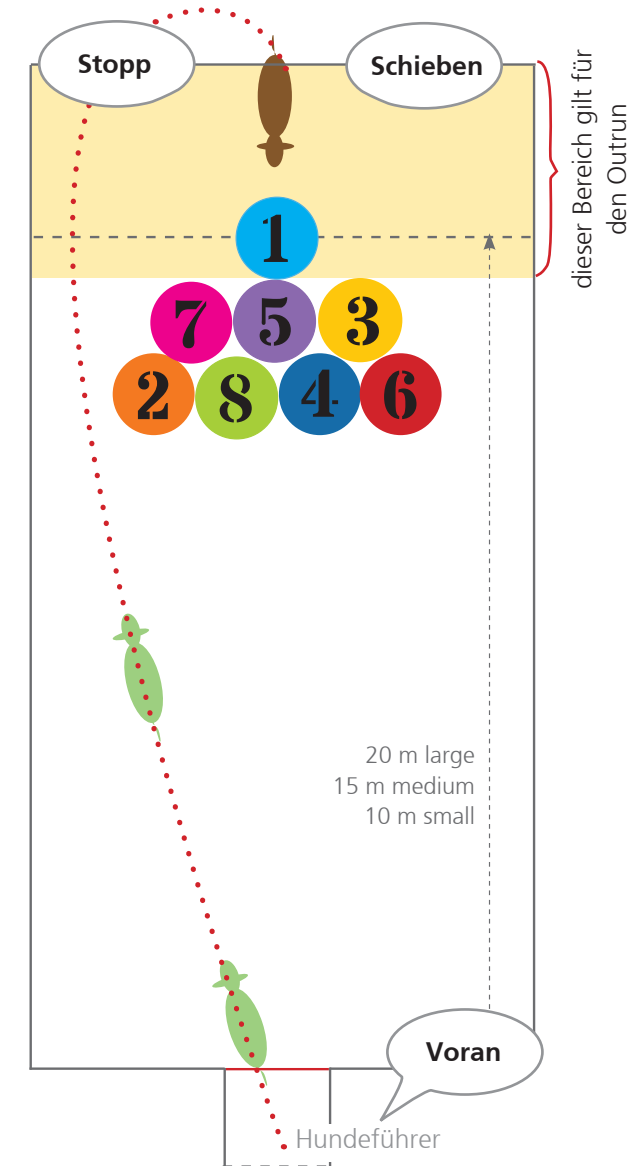 Stopp
Schieben
dieser Bereich gilt für
den Outrun
1
7 5 3
2 8 4 6
20 m large
15 m medium
10 m small
Voran
Hundeführer